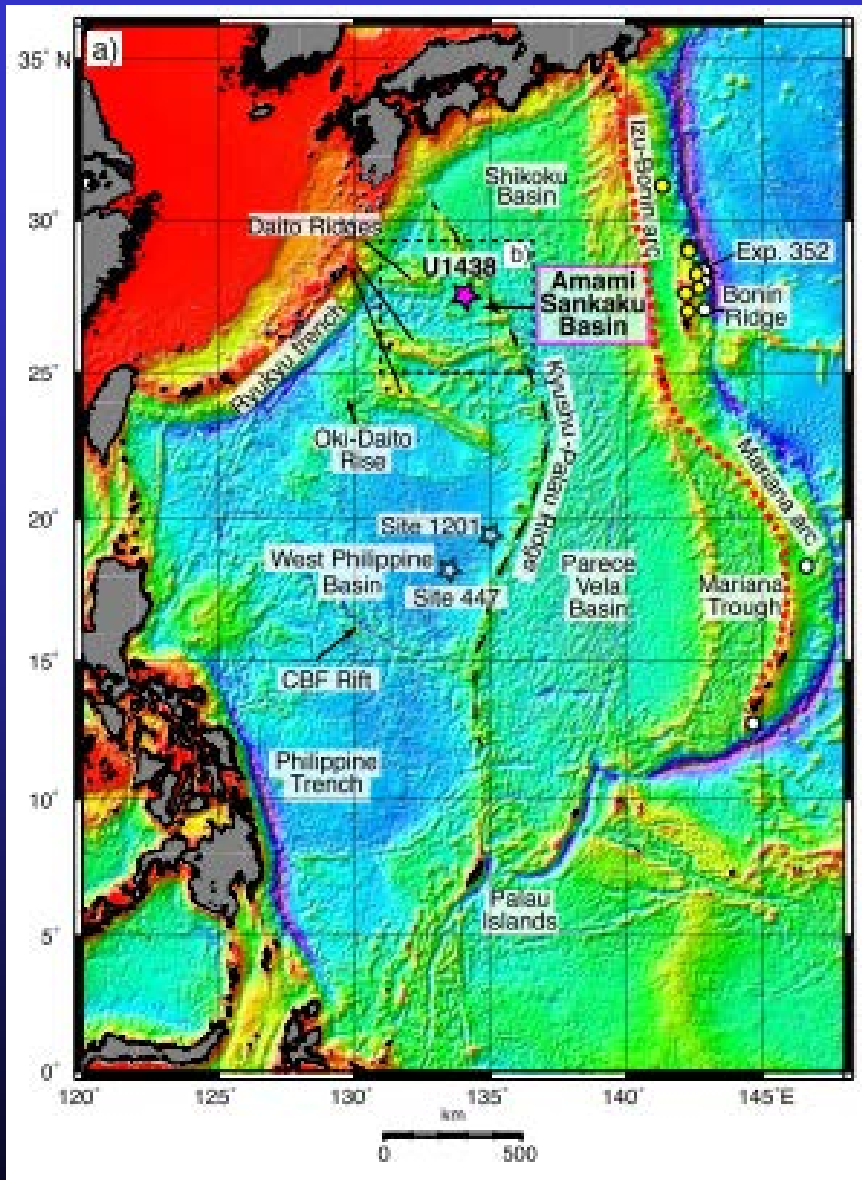 a)
35° N
30°
25°
20°
15°
10°
5°
0°
120°
125°
130°
135°
140°
145°E
km
0
500
Shikoku
Basin
Izu-Bonin arc
Daito Ridges
b)
U1438
Exp. 352
Amami
Sankaku
Basin
Bonin
Ridge
Ryukyu trench
Oki-Daito
Rise
Kyushu-Palau Ridge
Mariana arc
Site 1201
West Philippine
Basin
Site 447
Parece
Vela
Basin
Mariana
Trough
CBF Rift
Philippine
Trench
Palau
Islands